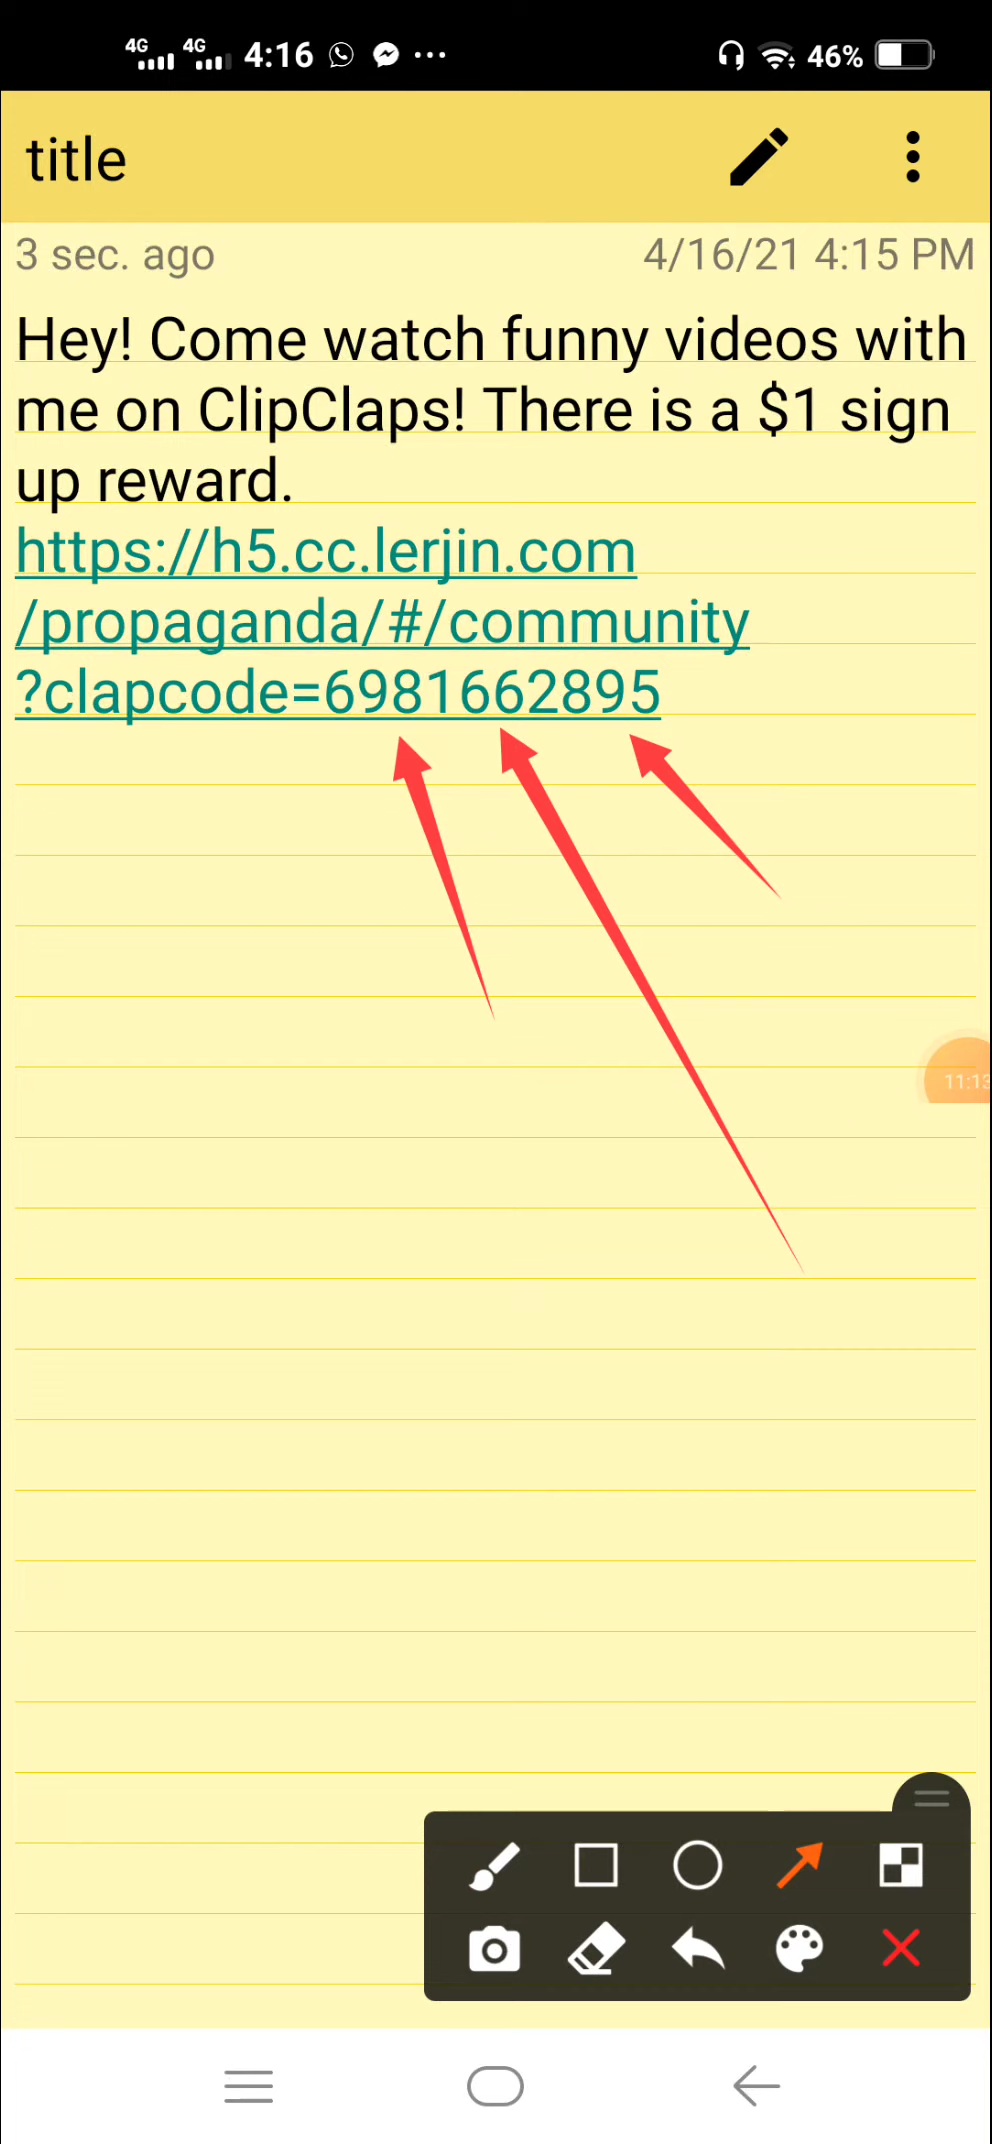 4G 4G 4:16 46%
title
3 sec. ago 4/16/21 4:15 PM
Hey! Come watch funny videos with
me on ClipClaps! There is a $1 sign
up reward.
https://h5.cc.lerjin.com
/propaganda/#/community
?clapcode=6981662895
11:13